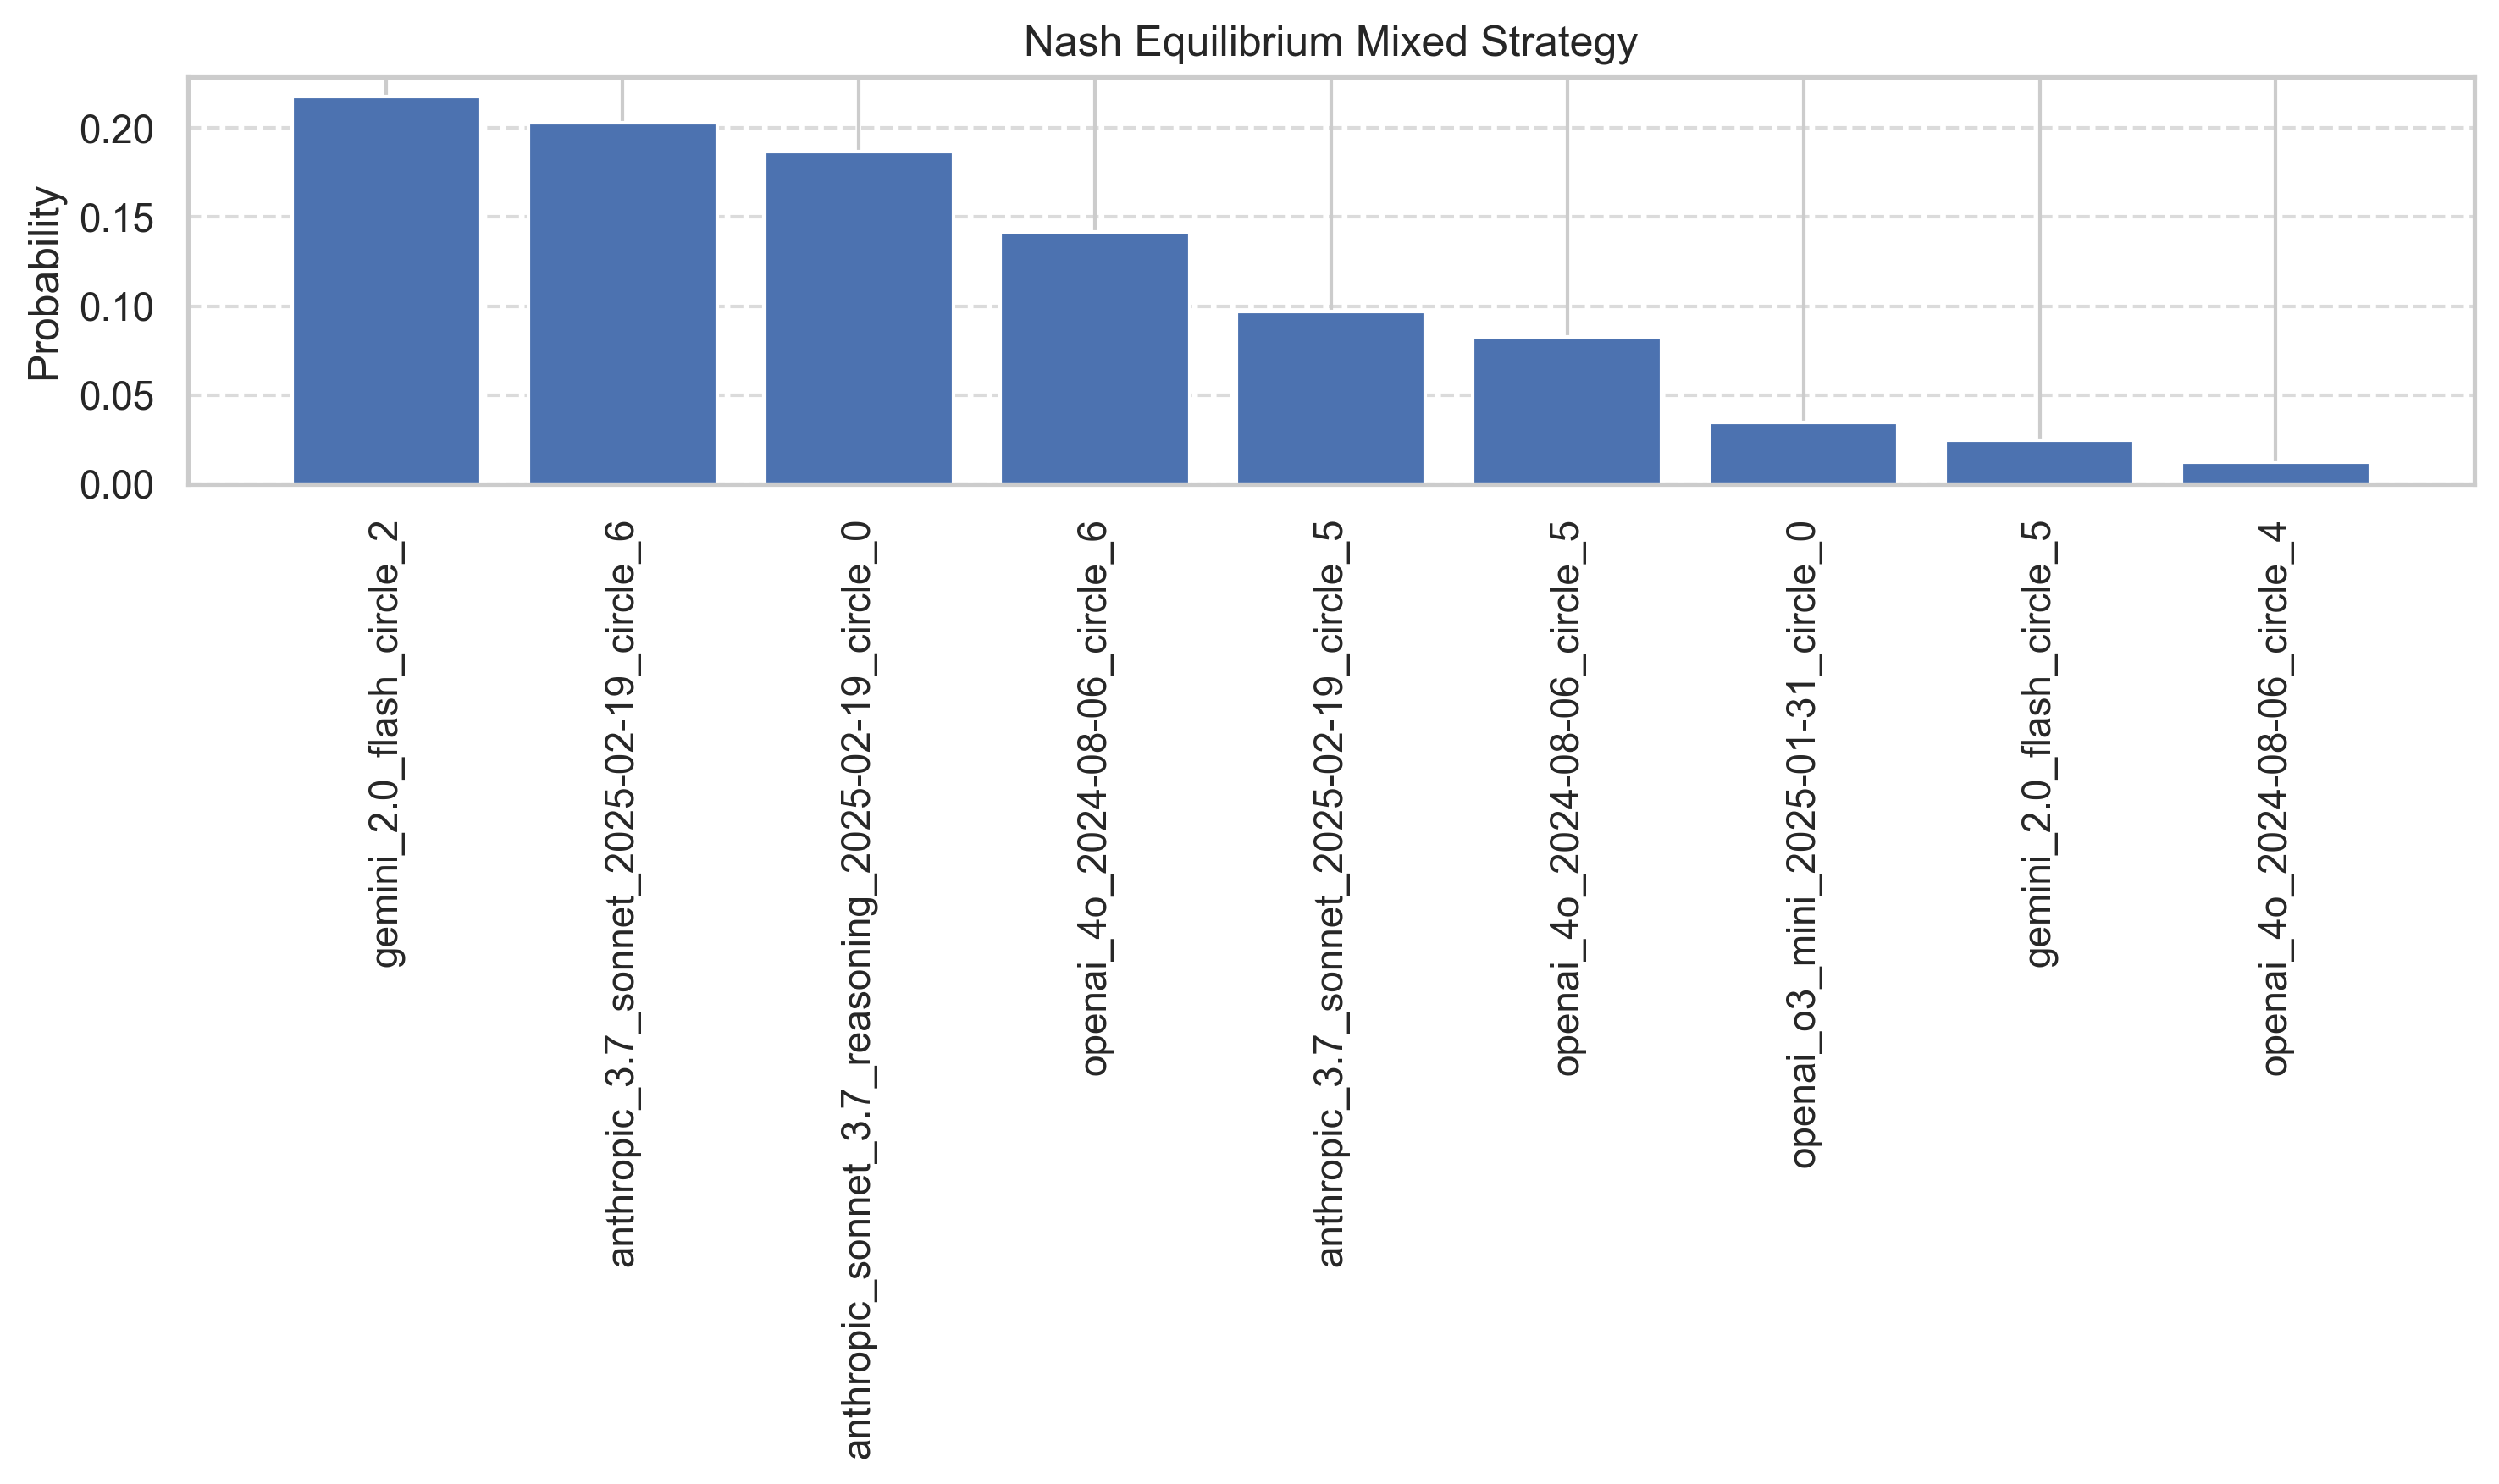 Nash Equilibrium Mixed Strategy
Probability
0.20
0.15
0.10
0.05
0.00
gemini_2.0_flash_circle_2
anthropic_3.7_sonnet_2025-02-19_circle_6
anthropic_sonnet_3.7_reasoning_2025-02-19_circle_0
openai_4o_2024-08-06_circle_6
anthropic_3.7_sonnet_2025-02-19_circle_5
openai_4o_2024-08-06_circle_5
openai_o3_mini_2025-01-31_circle_0
gemini_2.0_flash_circle_5
openai_4o_2024-08-06_circle_4